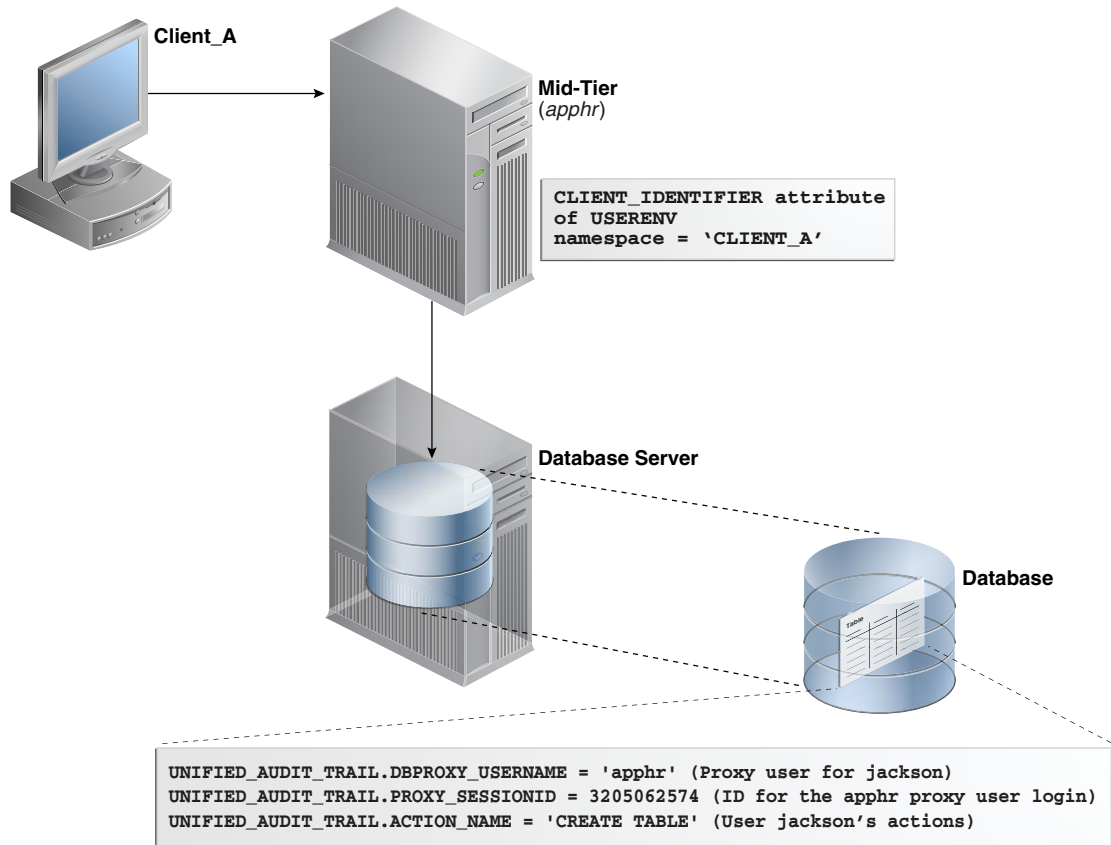 Client_A
Mid-Tier
(apphr)
CLIENT_IDENTIFIER attribute
of USERENV
namespace = ‘CLIENT_A’
Database Server
Database
Table
UNIFIED_AUDIT_TRAIL.DBPROXY_USERNAME = 'apphr' (Proxy user for jackson)
UNIFIED_AUDIT_TRAIL.PROXY_SESSIONID = 3205062574 (ID for the apphr proxy user login)
UNIFIED_AUDIT_TRAIL.ACTION_NAME = 'CREATE TABLE' (User jackson’s actions)